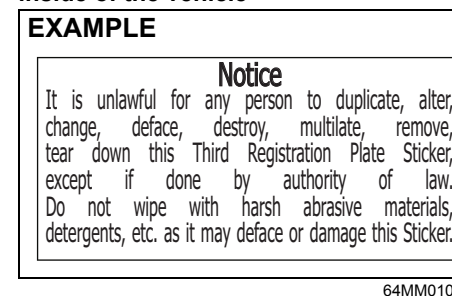 Inside of the vehicle
EXAMPLE
Notice
It is unlawful for any person to duplicate, alter,
change, deface, destroy, multilate, remove,
tear down this Third Registration Plate Sticker,
except if done by authority of law.
Do not wipe with harsh abrasive materials,
detergents, etc. as it may deface or damage this Sticker.
64MM010